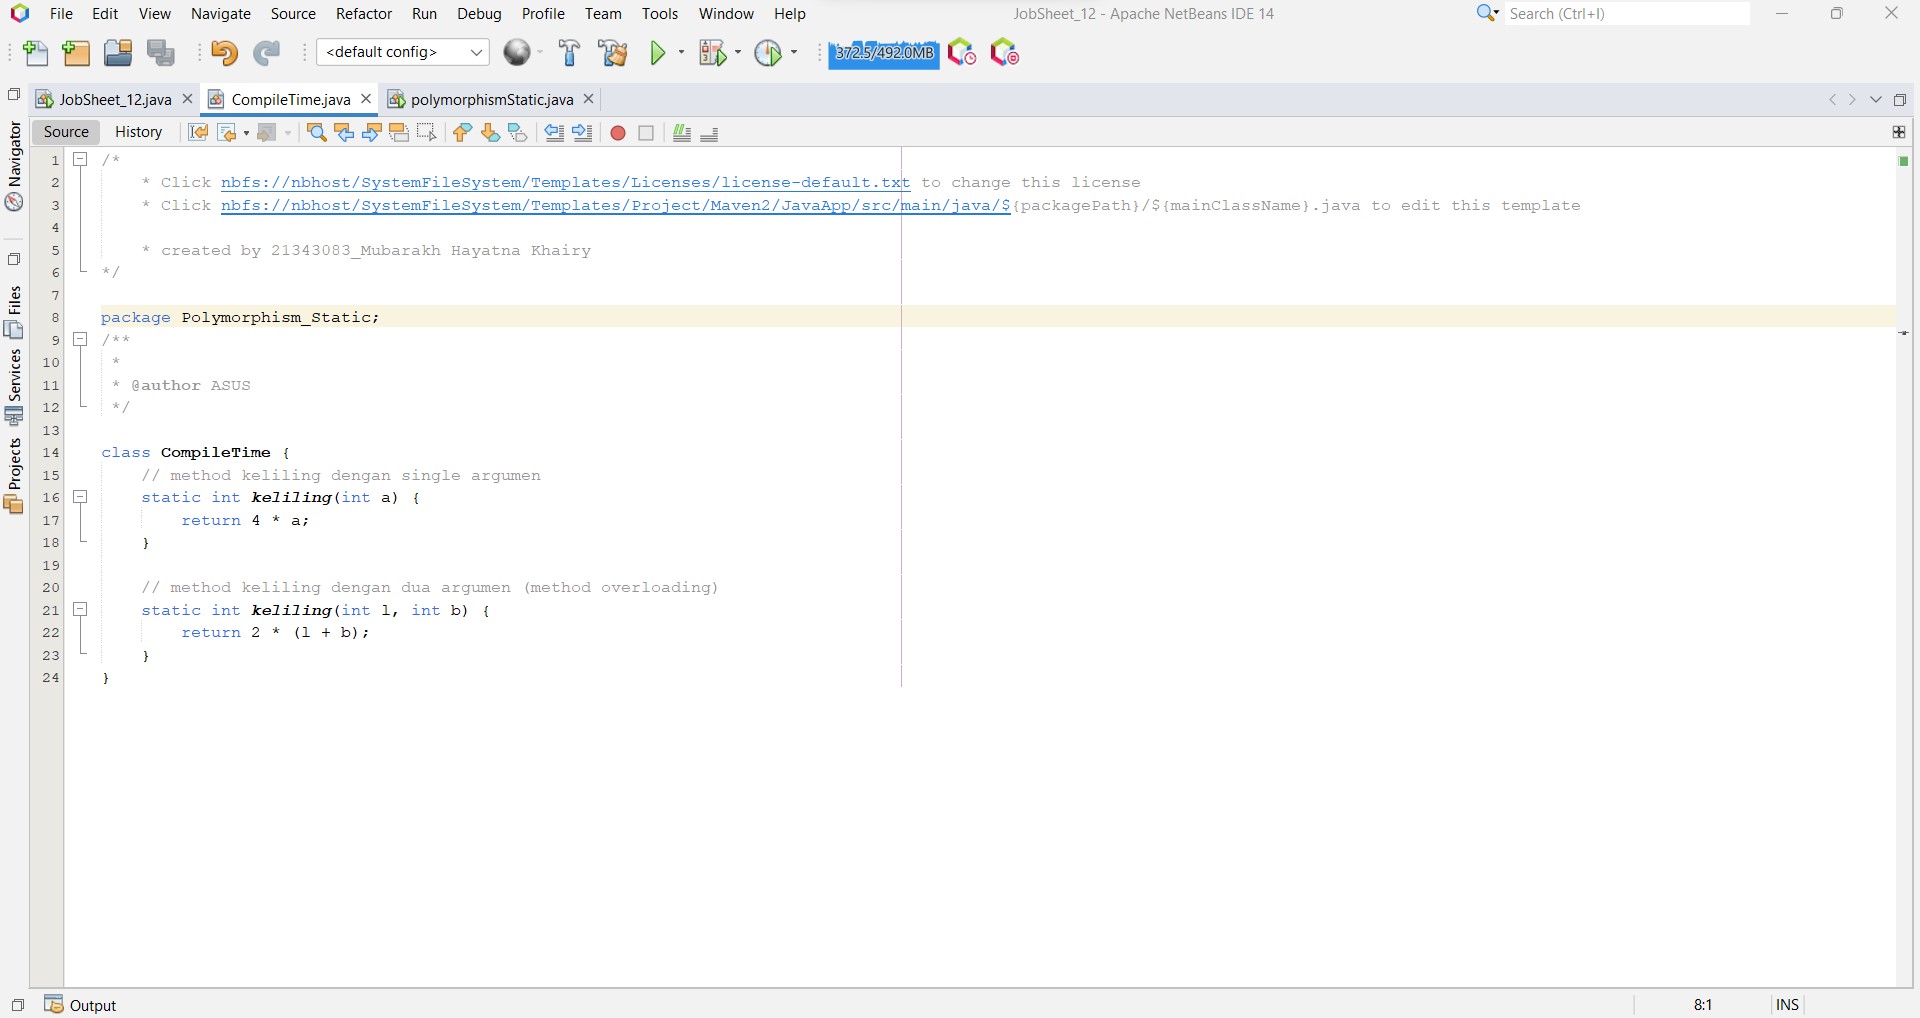 File Edit View Navigate Source Refactor Run Debug Profile Team Tools Window Help JobSheet_12 - Apache NetBeans IDE 14 Search (Ctrl+I)
<default config> 372.5/492.0MB
JobSheet_12.java CompileTime.java polymorphismStatic.java
Source History
Navigator
Files
Services
Projects
1 /*
2 * Click nbfs://nbhost/SystemFileSystem/Templates/Licenses/license-default.txt to change this license
3 * Click nbfs://nbhost/SystemFileSystem/Templates/Project/Maven2/JavaApp/src/main/java/${packagePath}/${mainClassName}.java to edit this template
4
5 * created by 21343083_Mubarakh Hayatna Khairy
6 */
7
8 package Polymorphism_Static;
9 /**
10 *
11 * @author ASUS
12 */
13
14 class CompileTime {
15 // method keliling dengan single argumen
16 static int keliling(int a) {
17 return 4 * a;
18 }
19
20 // method keliling dengan dua argumen (method overloading)
21 static int keliling(int l, int b) {
22 return 2 * (l + b);
23 }
24 }
Output 8:1 INS